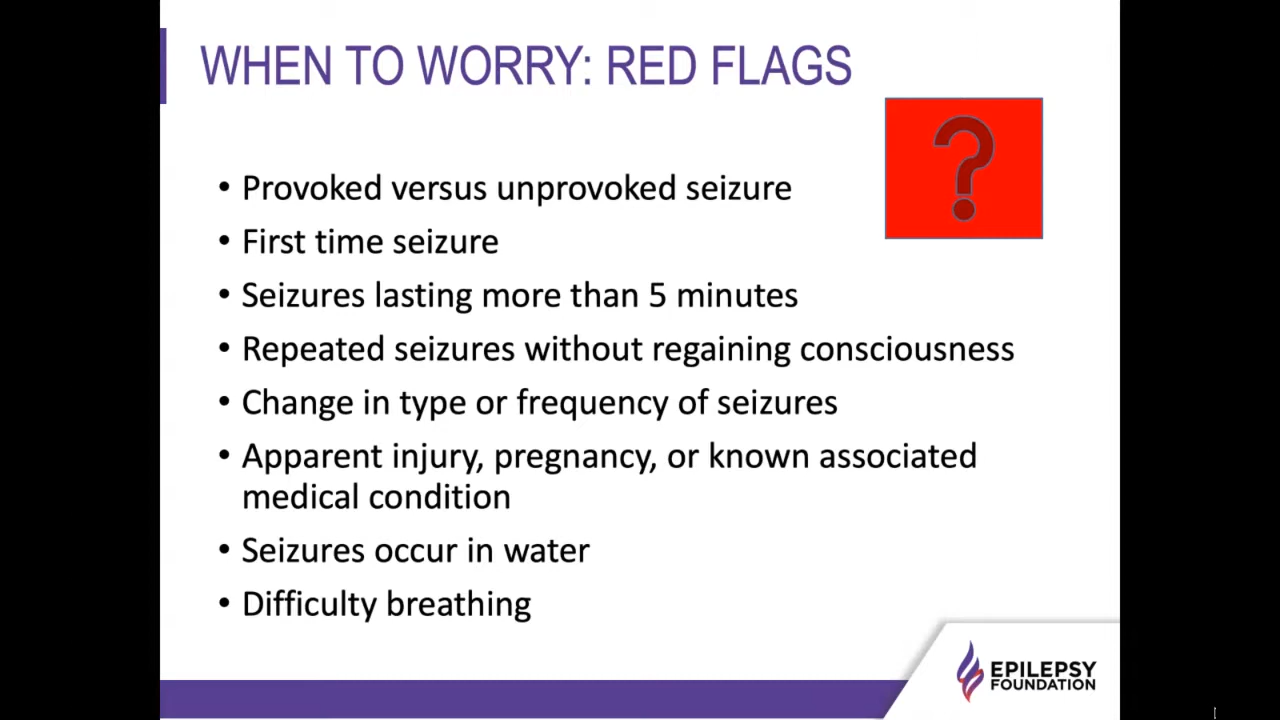 WHEN TO WORRY: RED FLAGS
?
• Provoked versus unprovoked seizure
• First time seizure
• Seizures lasting more than 5 minutes
• Repeated seizures without regaining consciousness
• Change in type or frequency of seizures
• Apparent injury, pregnancy, or known associated
medical condition
• Seizures occur in water
• Difficulty breathing
EPILEPSY
FOUNDATION